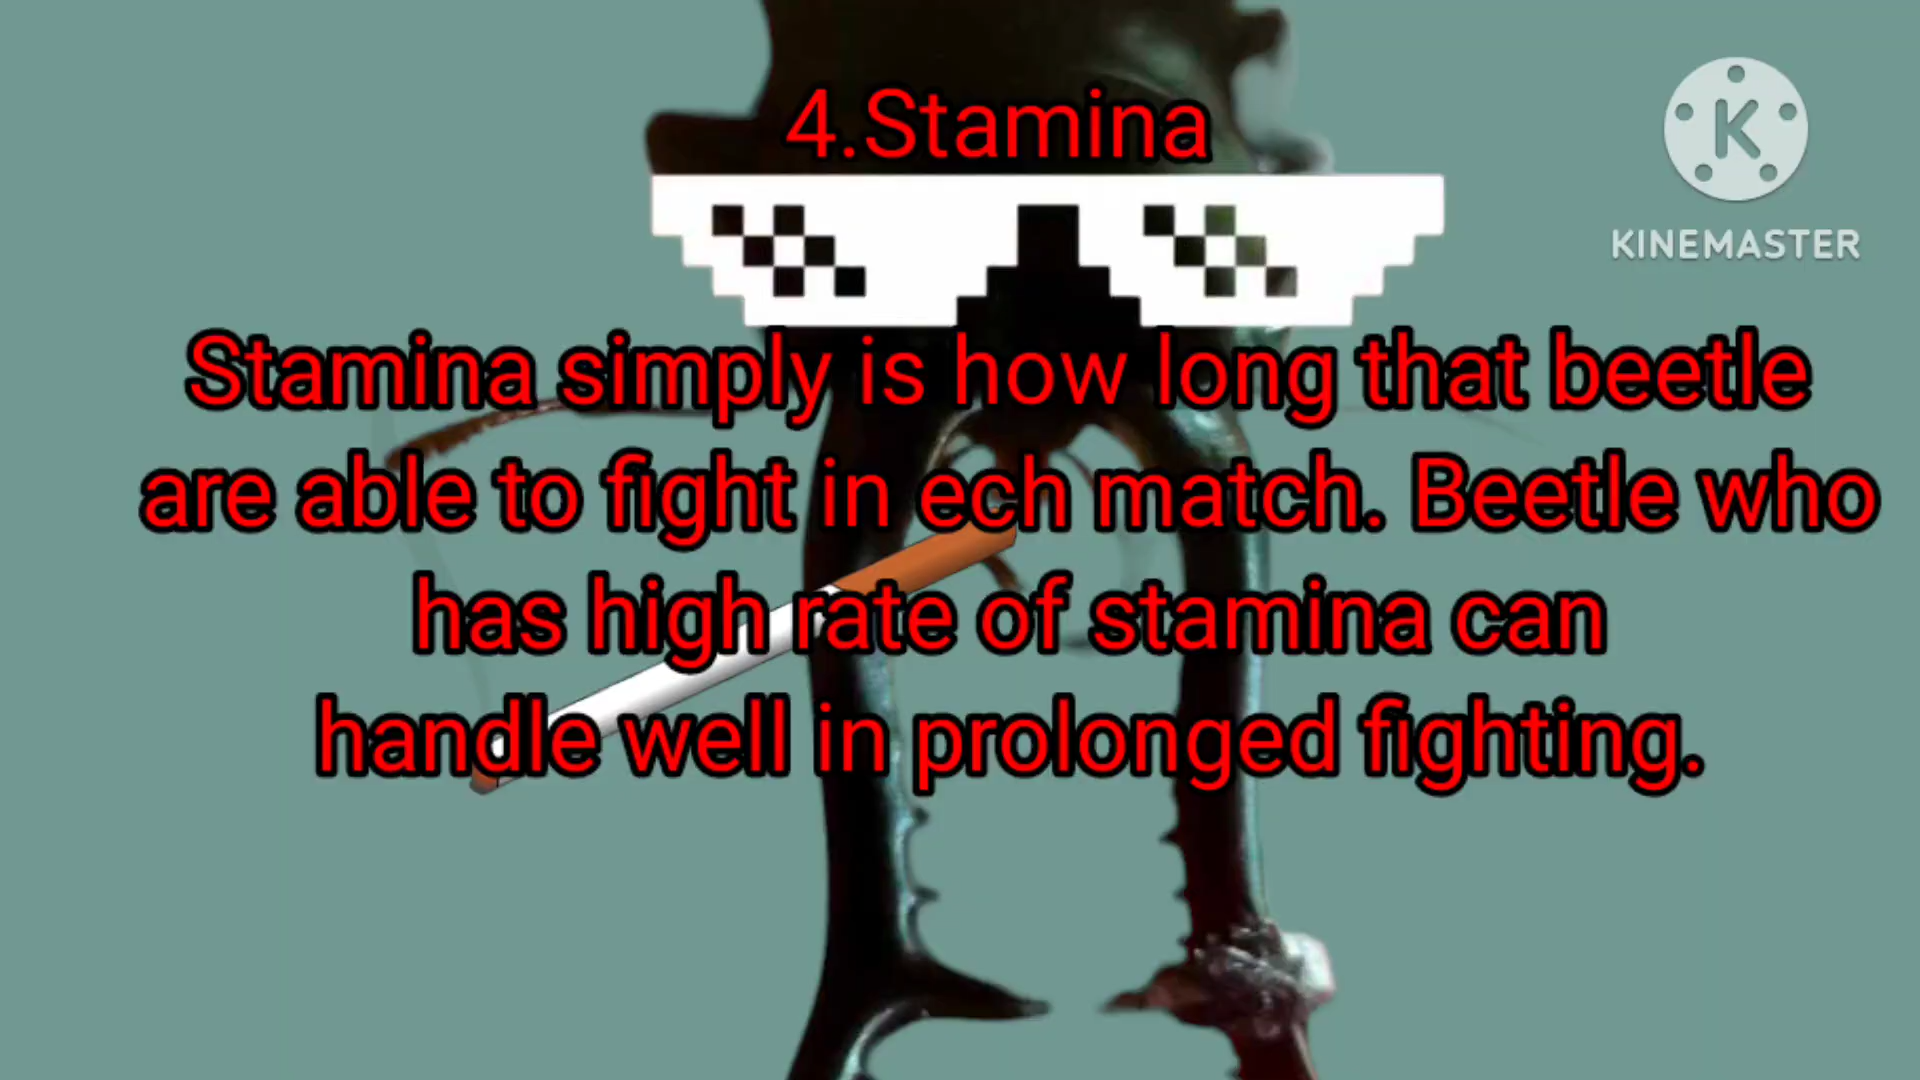 4.Stamina
K
KINEMASTER
Stamina simply is how long that beetle
are able to fight in ech match. Beetle who
has high rate of stamina can
handle well in prolonged fighting.